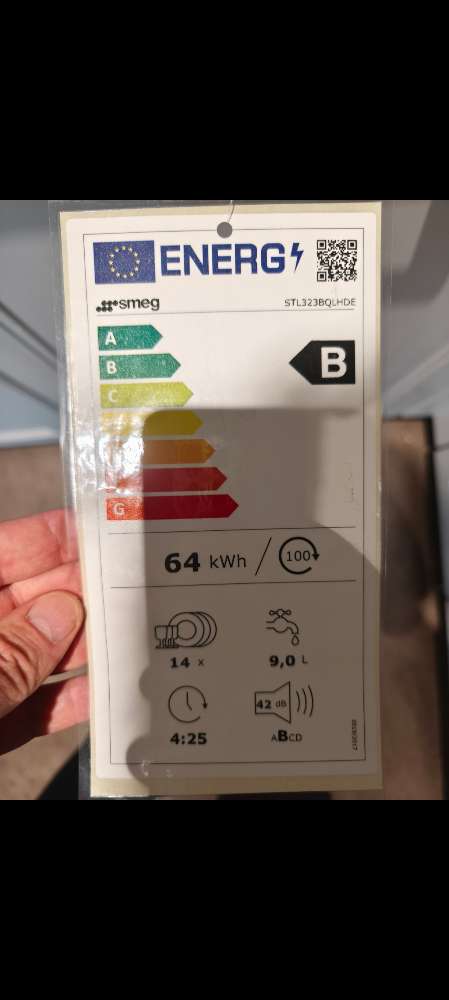 ENERG
smeg
STL323BQLHDE
A
B
B
C
G
64 kWh / 100
14 x
9,0 L
4:25
42 dB
ABCD